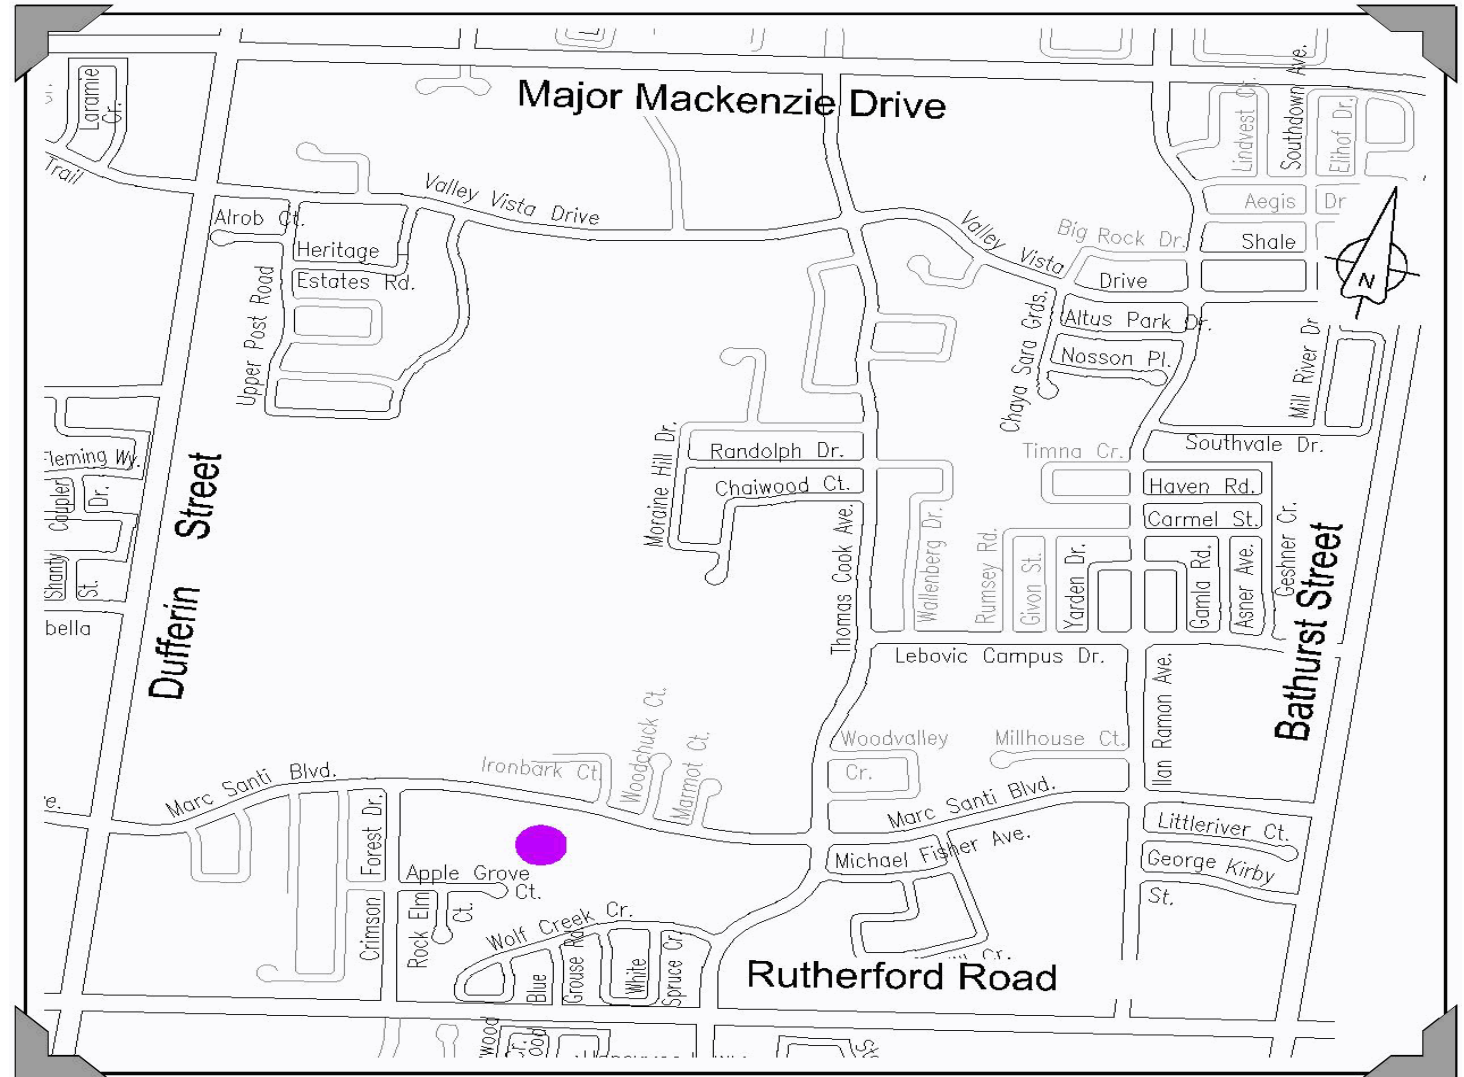 Laramie
Cr.
Major Mackenzie Drive
Lindvest Cr.
Southdown Ave.
Elihof Dr.
Trail
Valley Vista Drive
Aegis Dr
Alrob Ct.
Valley Vista
Drive
Big Rock Dr.
Shale
Heritage
Estates Rd.
Upper Post Road
Chaya Sara Grds.
Altus Park Dr.
Nosson Pl.
Mill River Dr
N
Southvale Dr.
Moraine Hill Dr.
Randolph Dr.
Chaiwood Ct.
Timna Cr.
Fleming Wy.
Coupler
Dr.
Haven Rd.
Carmel St.
Geshner Cr.
Dufferin Street
Thomas Cook Ave.
Wallenberg Dr.
Rumsey Rd.
Givon St.
Yarden Dr.
Gamla Rd.
Asner Ave.
Bathurst Street
Shanty
St.
bella
Lebovic Campus Dr.
Ilan Ramon Ave.
Woodvalley
Cr.
Millhouse Ct.
Ironbark Ct.
Woodchuck Ct.
Marmot Ct.
Marc Santi Blvd.
Marc Santi Blvd.
Littleriver Ct.
Michael Fisher Ave.
George Kirby
St.
Forest Dr.
Crimson
Apple Grove
Ct.
Rock Elm
Ct.
Wolf Creek Cr.
Blue
Grouse Rd.
White
Spruce Cr.
Cr.
Rutherford Road
wood
Cr.
ood